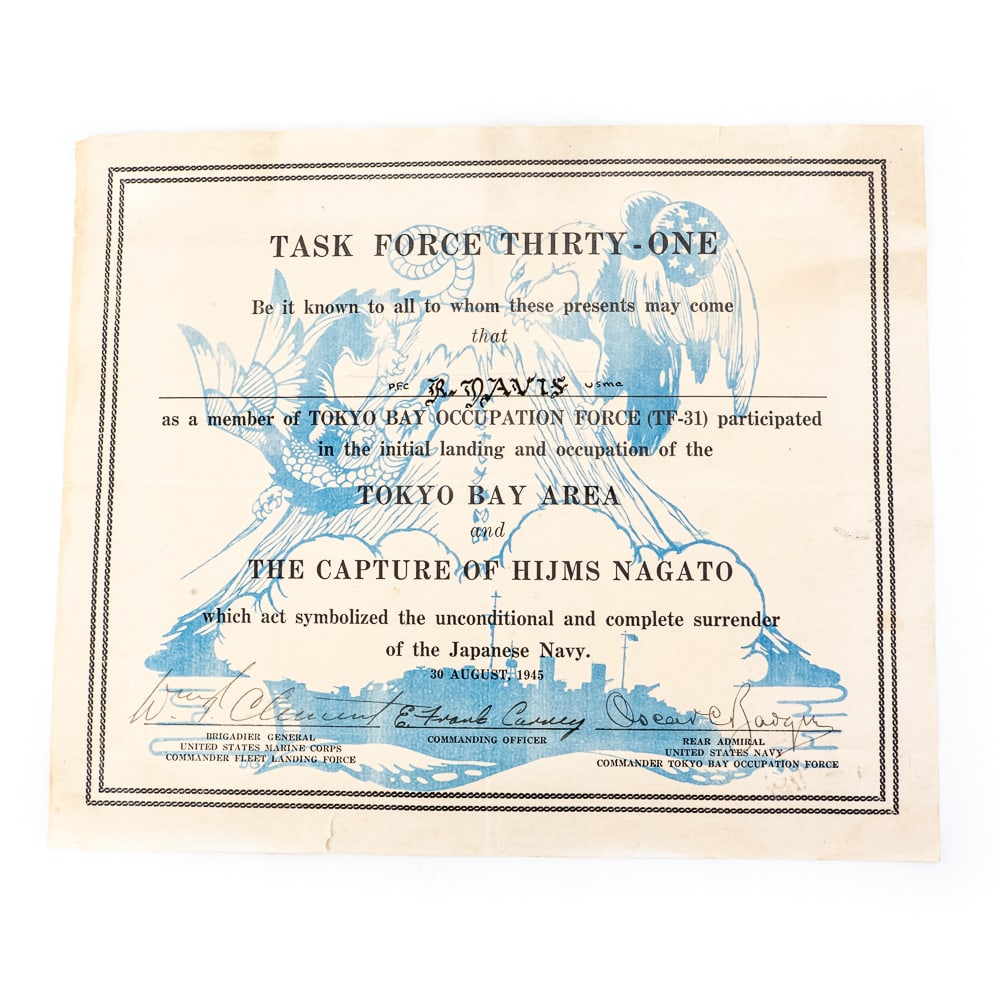 TASK FORCE THIRTY-ONE
Be it known to all to whom these presents may come
that
PFC R. DAVIS USMC
as a member of TOKYO BAY OCCUPATION FORCE (TF-31) participated
in the initial landing and occupation of the
TOKYO BAY AREA
and
THE CAPTURE OF HIJMS NAGATO
which act symbolized the unconditional and complete surrender
of the Japanese Navy.
30 AUGUST, 1945
Clement
BRIGADIER GENERAL
UNITED STATES MARINE CORPS
COMMANDER FLEET LANDING FORCE
E. Frank Carney
COMMANDING OFFICER
Oscar C. Badger
REAR ADMIRAL
UNITED STATES NAVY
COMMANDER TOKYO BAY OCCUPATION FORCE